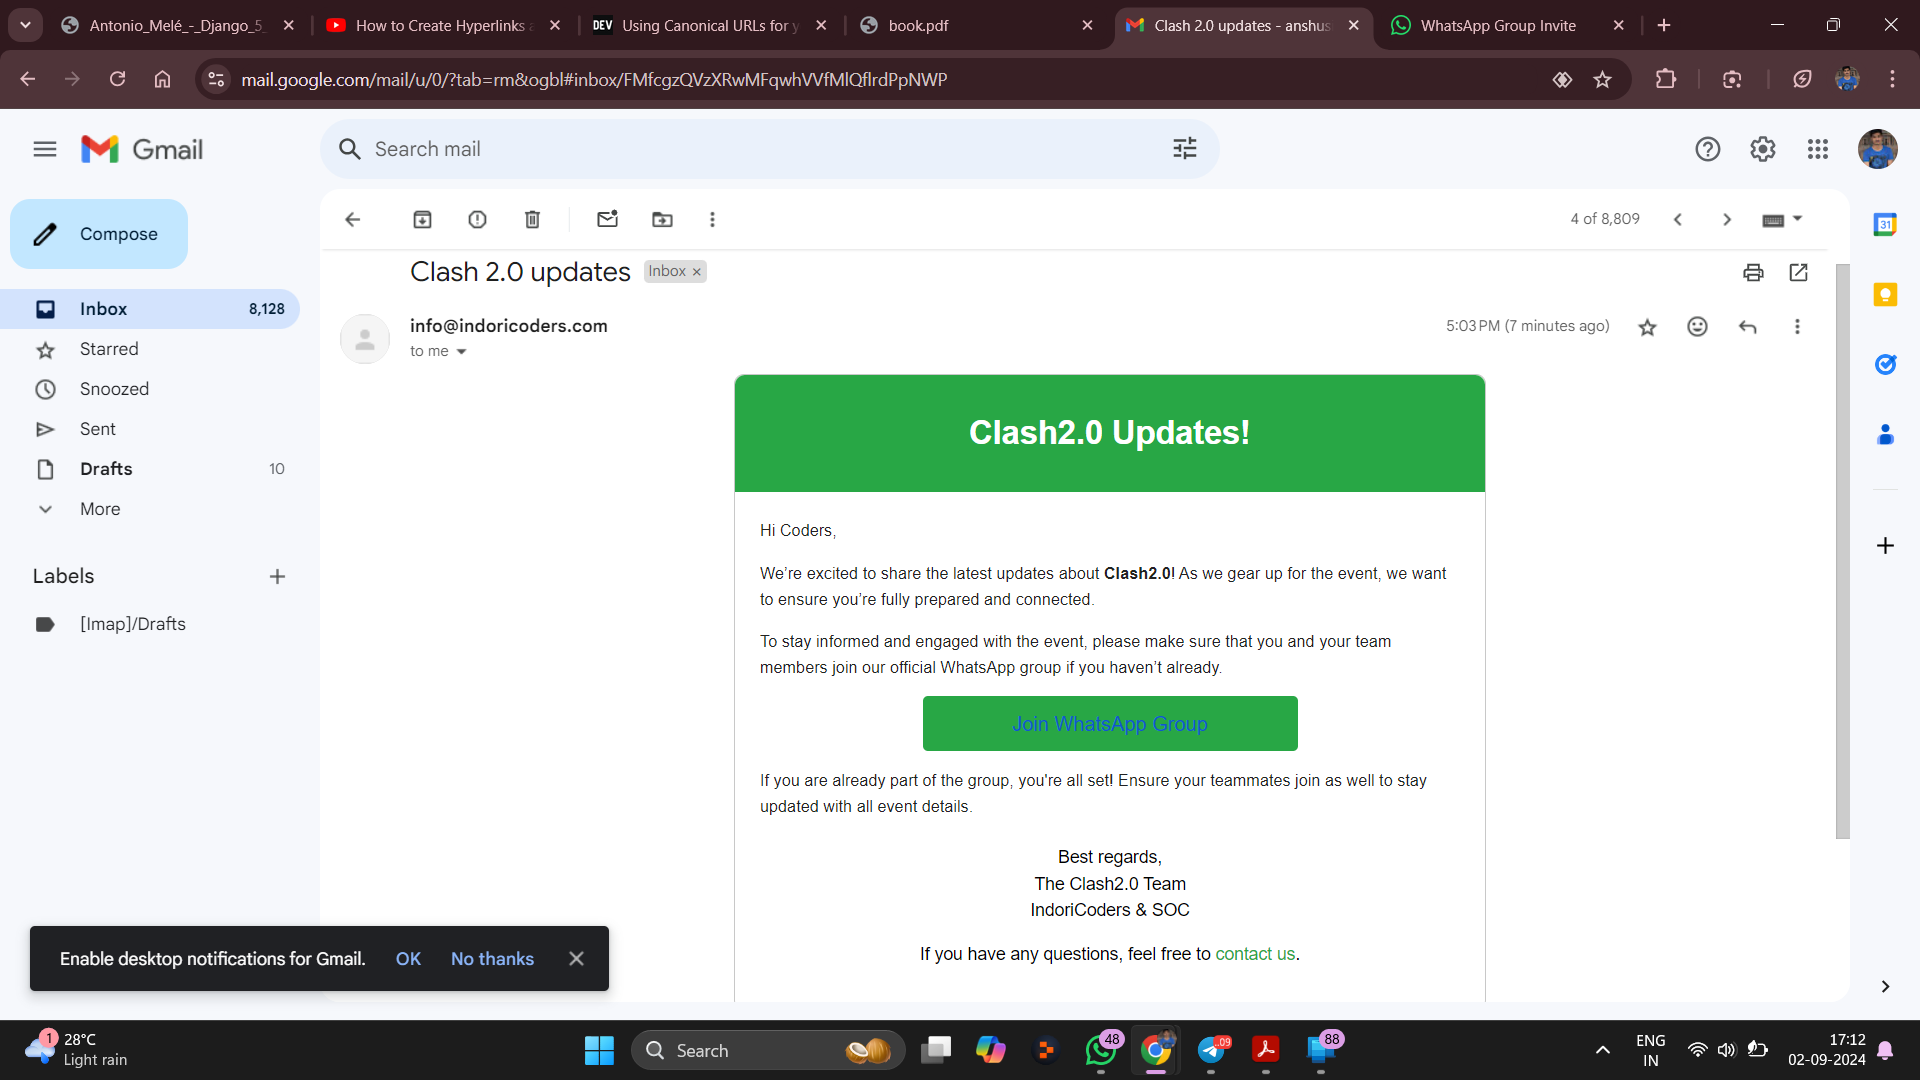 Antonio_Melé_-_Django_5_
How to Create Hyperlinks a
DEV Using Canonical URLs for y
book.pdf
Clash 2.0 updates - anshus
WhatsApp Group Invite
mail.google.com/mail/u/0/?tab=rm&ogbl#inbox/FMfcgzQVzXRwMFqwhVVfMlQflrdPpNWP
Gmail
Search mail
Compose
4 of 8,809
31
Clash 2.0 updates
Inbox ×
Inbox 8,128
Starred
Snoozed
Sent
Drafts 10
More
Labels
[Imap]/Drafts
info@indoricoders.com
5:03 PM (7 minutes ago)
to me
Clash2.0 Updates!
Hi Coders,
We’re excited to share the latest updates about Clash2.0! As we gear up for the event, we want
to ensure you’re fully prepared and connected.
To stay informed and engaged with the event, please make sure that you and your team
members join our official WhatsApp group if you haven’t already.
Join WhatsApp Group
If you are already part of the group, you're all set! Ensure your teammates join as well to stay
updated with all event details.
Best regards,
The Clash2.0 Team
IndoriCoders & SOC
If you have any questions, feel free to contact us.
Enable desktop notifications for Gmail. OK No thanks
1
28°C
Light rain
Search
48
.09
88
ENG
IN
17:12
02-09-2024